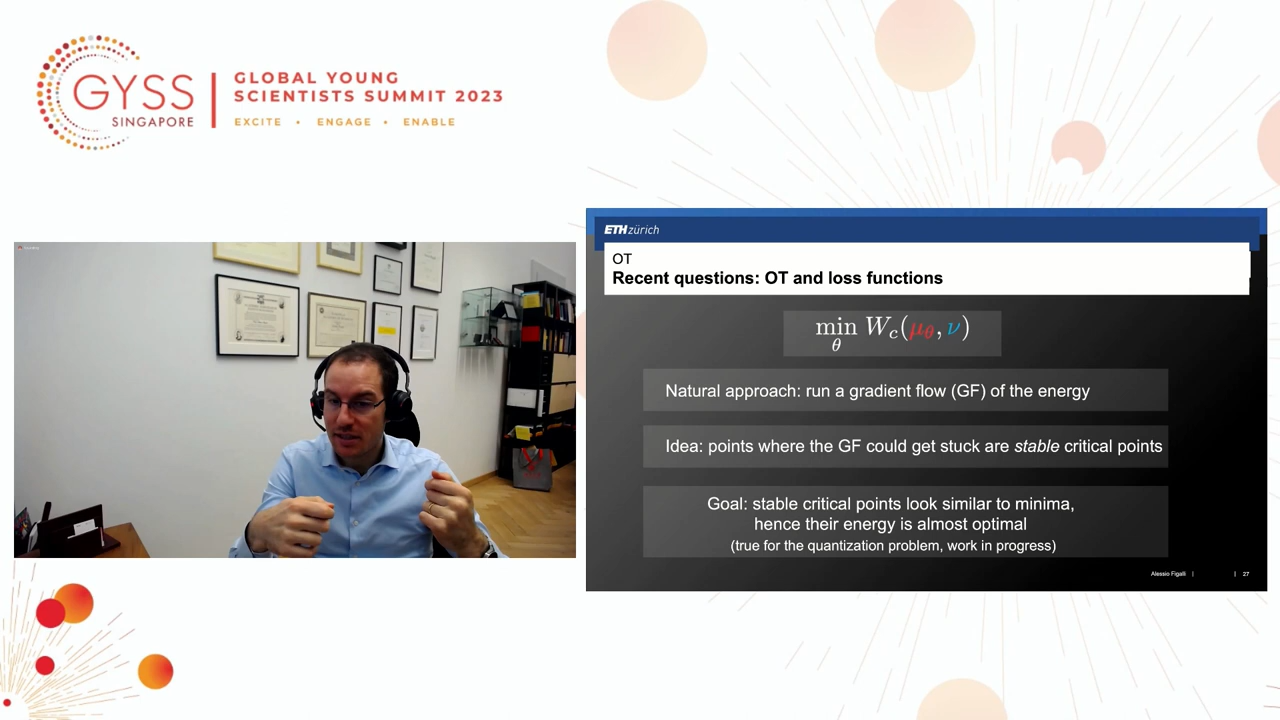 GYSS
SINGAPORE
GLOBAL YOUNG
SCIENTISTS SUMMIT 2023
EXCITE • ENGAGE • ENABLE
ETH zürich
OT
Recent questions: OT and loss functions
min W_c(μ_θ, ν)
θ
Natural approach: run a gradient flow (GF) of the energy
Idea: points where the GF could get stuck are stable critical points
Goal: stable critical points look similar to minima,
hence their energy is almost optimal
(true for the quantization problem, work in progress)
Alessio Figalli | | 27